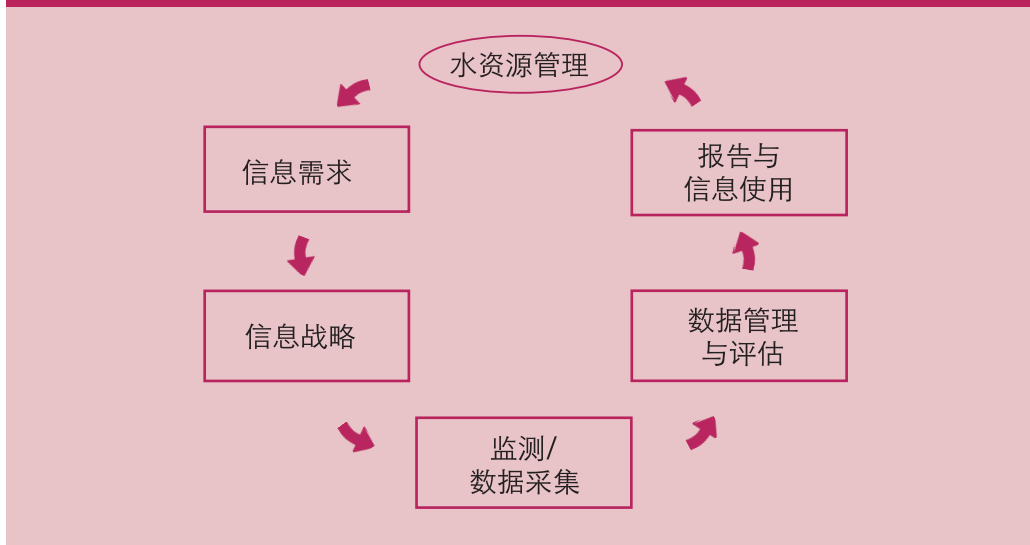 水资源管理
信息需求
信息战略
监测/
数据采集
数据管理
与评估
报告与
信息使用